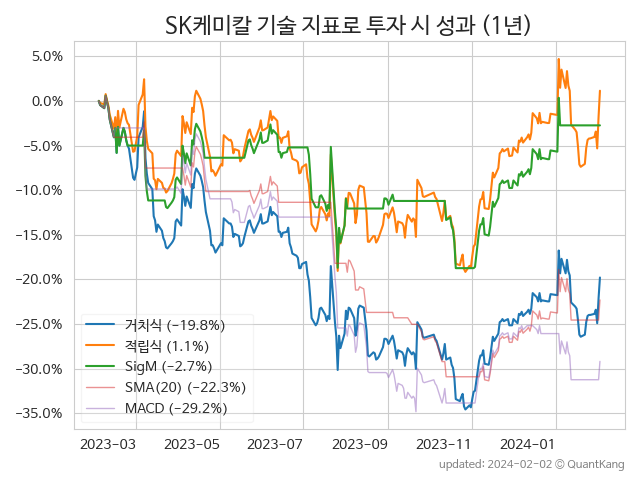 SK케미칼 기술 지표로 투자 시 성과 (1년)
5.0%
0.0%
−5.0%
−10.0%
−15.0%
−20.0%
−25.0%
−30.0%
−35.0%
거치식 (−19.8%)
적립식 (1.1%)
SigM (−2.7%)
SMA(20) (−22.3%)
MACD (−29.2%)
2023−03 2023−05 2023−07 2023−09 2023−11 2024−01
updated: 2024-02-02 © QuantKang